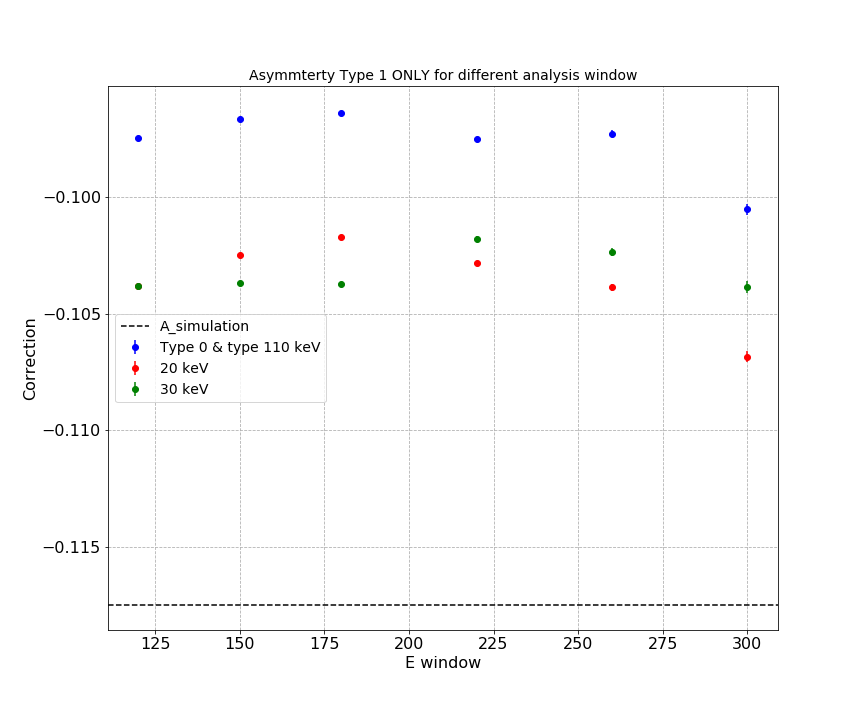 Asymmterty Type 1 ONLY for different analysis window
Correction
−0.100
−0.105
−0.110
−0.115
A_simulation
Type 0 & type 110 keV
20 keV
30 keV
125 150 175 200 225 250 275 300
E window